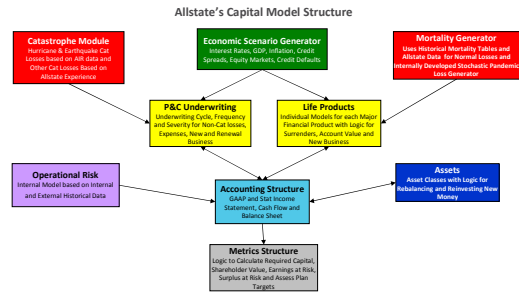 Allstate's Capital Model Structure
Catastrophe Module
Hurricane & Earthquake Cat
Losses based on AIR data and
Other Cat Losses Based on
Allstate Experience
Economic Scenario Generator
Interest Rates, GDP, Inflation, Credit
Spreads, Equity Markets, Credit Defaults
Mortality Generator
Uses Historical Mortality Tables and
Allstate Data for Normal Losses and
Internally Developed Stochastic Pandemic
Loss Generator
P&C Underwriting
Underwriting Cycle, Frequency
and Severity for Non-Cat losses,
Expenses, New and Renewal
Business
Life Products
Individual Models for each Major
Financial Product with Logic for
Surrenders, Account Value and
New Business
Operational Risk
Internal Model based on Internal
and External Historical Data
Accounting Structure
GAAP and Stat Income
Statement, Cash Flow and
Balance Sheet
Assets
Asset Classes with Logic for
Rebalancing and Reinvesting New
Money
Metrics Structure
Logic to Calculate Required Capital,
Shareholder Value, Earnings at Risk,
Surplus at Risk and Assess Plan
Targets